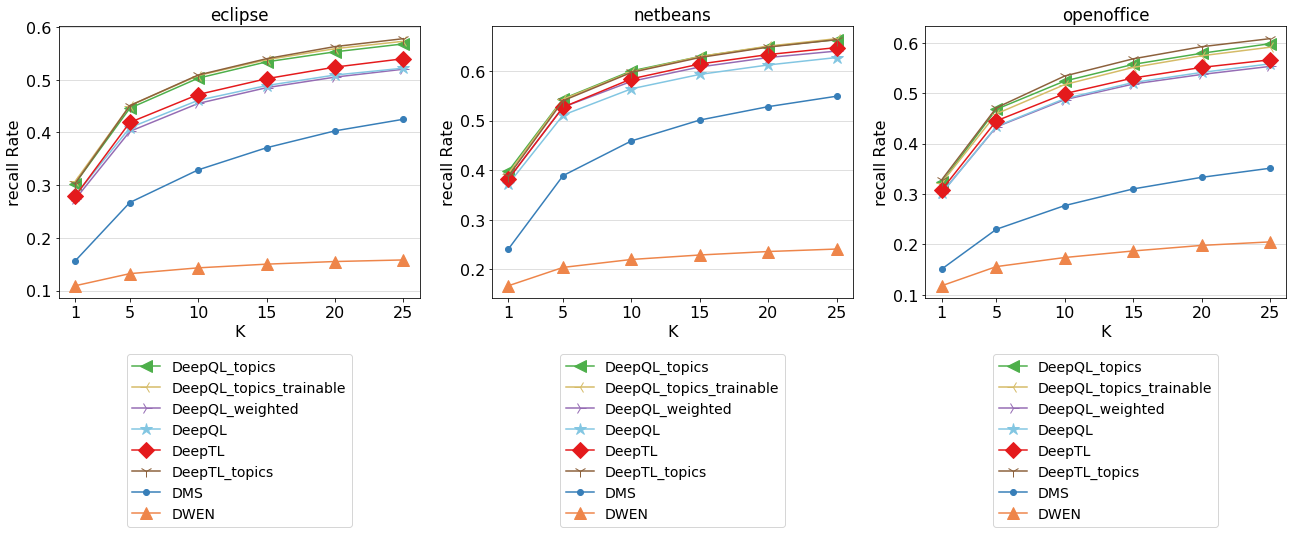 eclipse
0.6
0.5
0.4
0.3
0.2
0.1
recall Rate
1 5 10 15 20 25
K
DeepQL_topics
DeepQL_topics_trainable
DeepQL_weighted
DeepQL
DeepTL
DeepTL_topics
DMS
DWEN
netbeans
0.6
0.5
0.4
0.3
0.2
recall Rate
1 5 10 15 20 25
K
DeepQL_topics
DeepQL_topics_trainable
DeepQL_weighted
DeepQL
DeepTL
DeepTL_topics
DMS
DWEN
openoffice
0.6
0.5
0.4
0.3
0.2
0.1
recall Rate
1 5 10 15 20 25
K
DeepQL_topics
DeepQL_topics_trainable
DeepQL_weighted
DeepQL
DeepTL
DeepTL_topics
DMS
DWEN